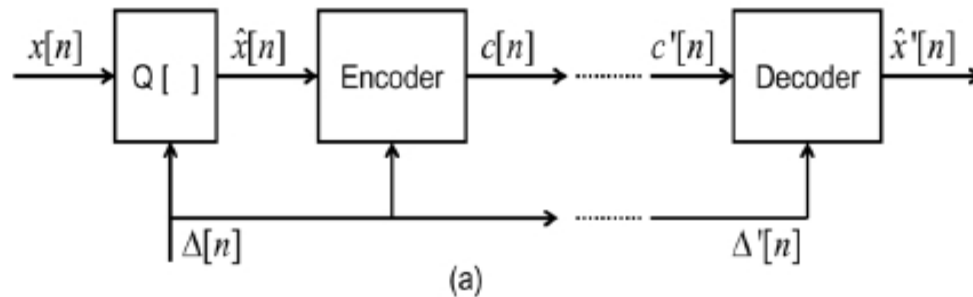 x[n] x̂[n] c[n] c'[n] x̂'[n]
Q [ ] Encoder Decoder
Δ[n] Δ'[n]
(a)